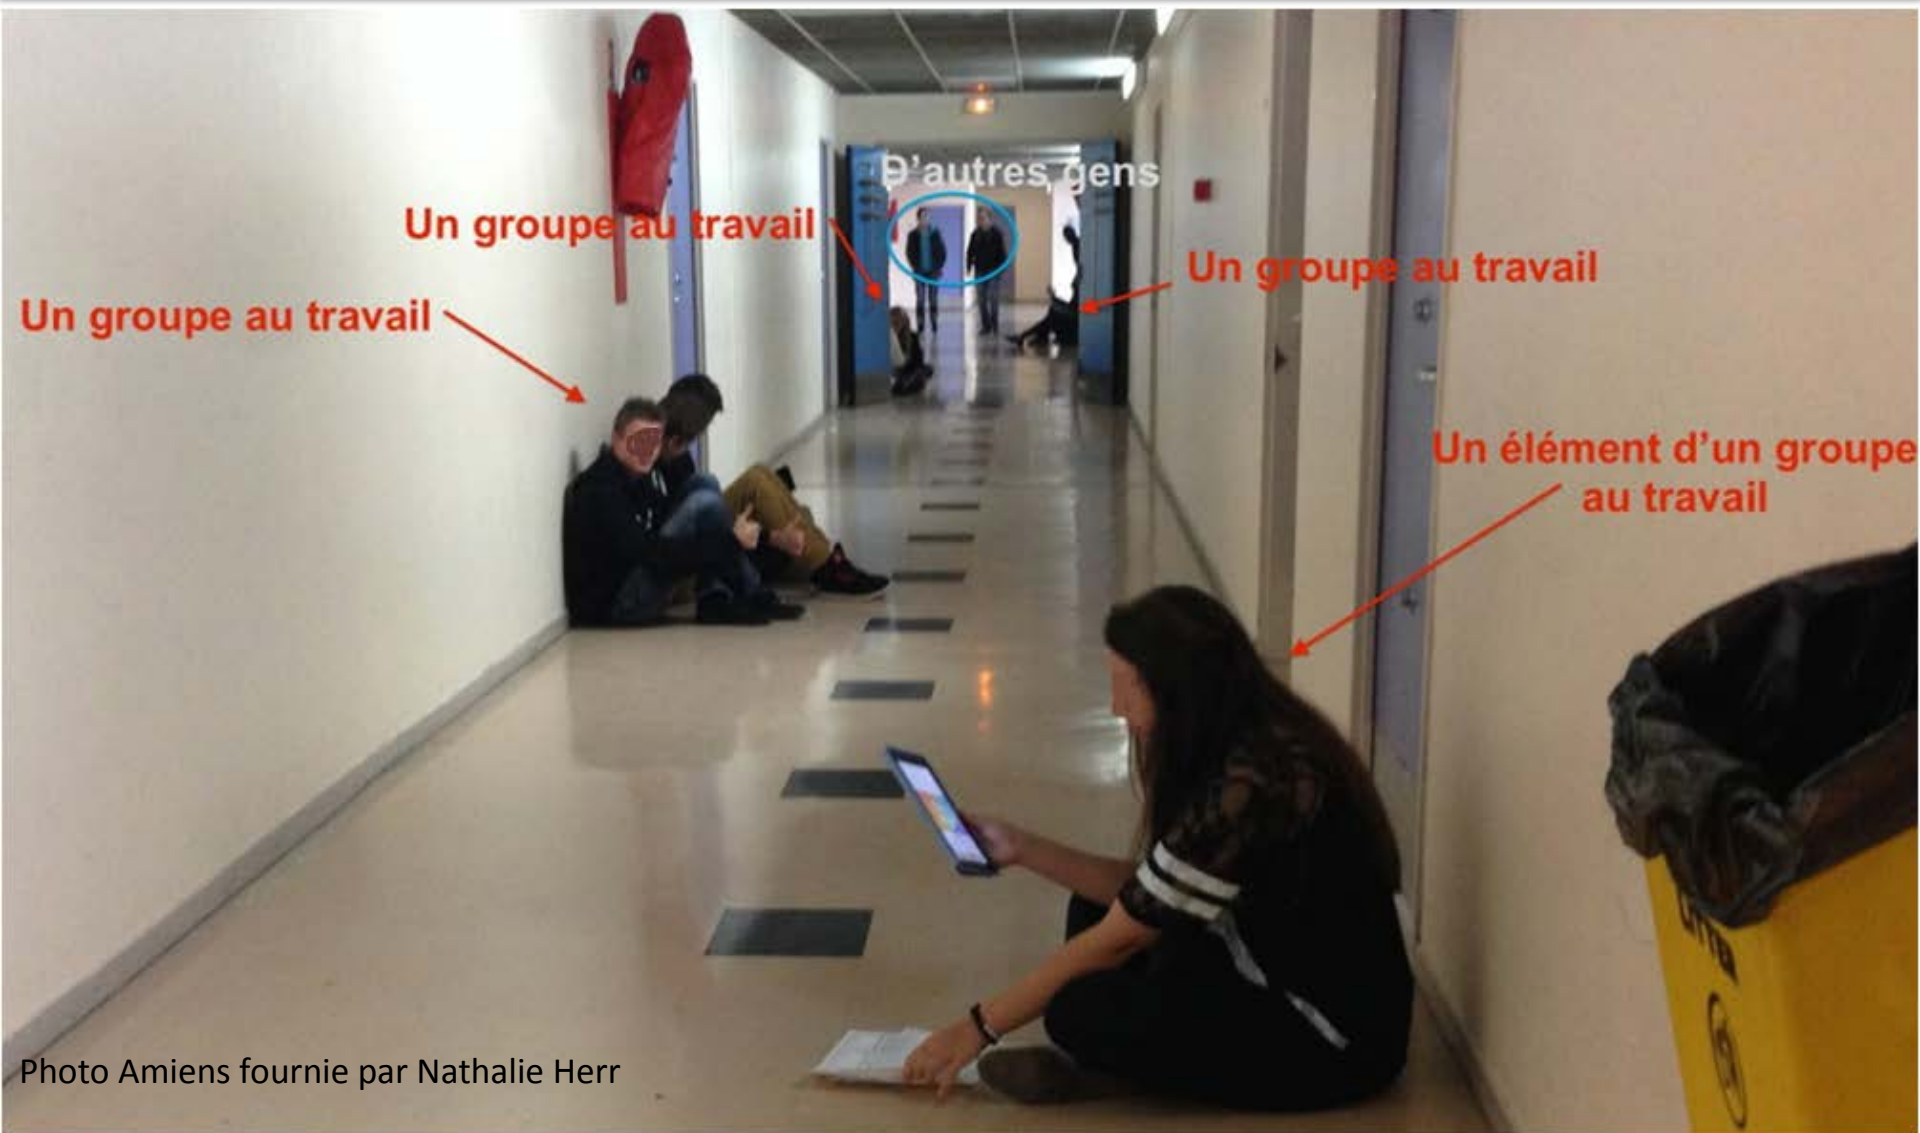 D'autres gens
Un groupe au travail
Un groupe au travail
Un groupe au travail
Un élément d'un groupe
au travail
LITTER
Photo Amiens fournie par Nathalie Herr